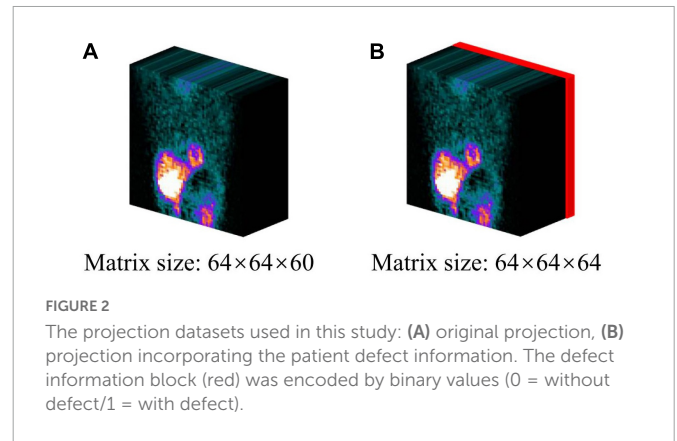 A
B
Matrix size: 64×64×60
Matrix size: 64×64×64
FIGURE 2
The projection datasets used in this study: (A) original projection, (B)
projection incorporating the patient defect information. The defect
information block (red) was encoded by binary values (0 = without
defect/1 = with defect).